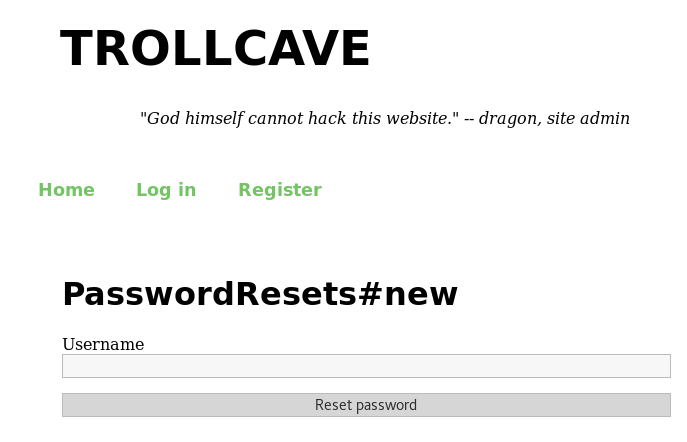 TROLLCAVE
"God himself cannot hack this website." -- dragon, site admin
Home Log in Register
PasswordResets#new
Username
Reset password